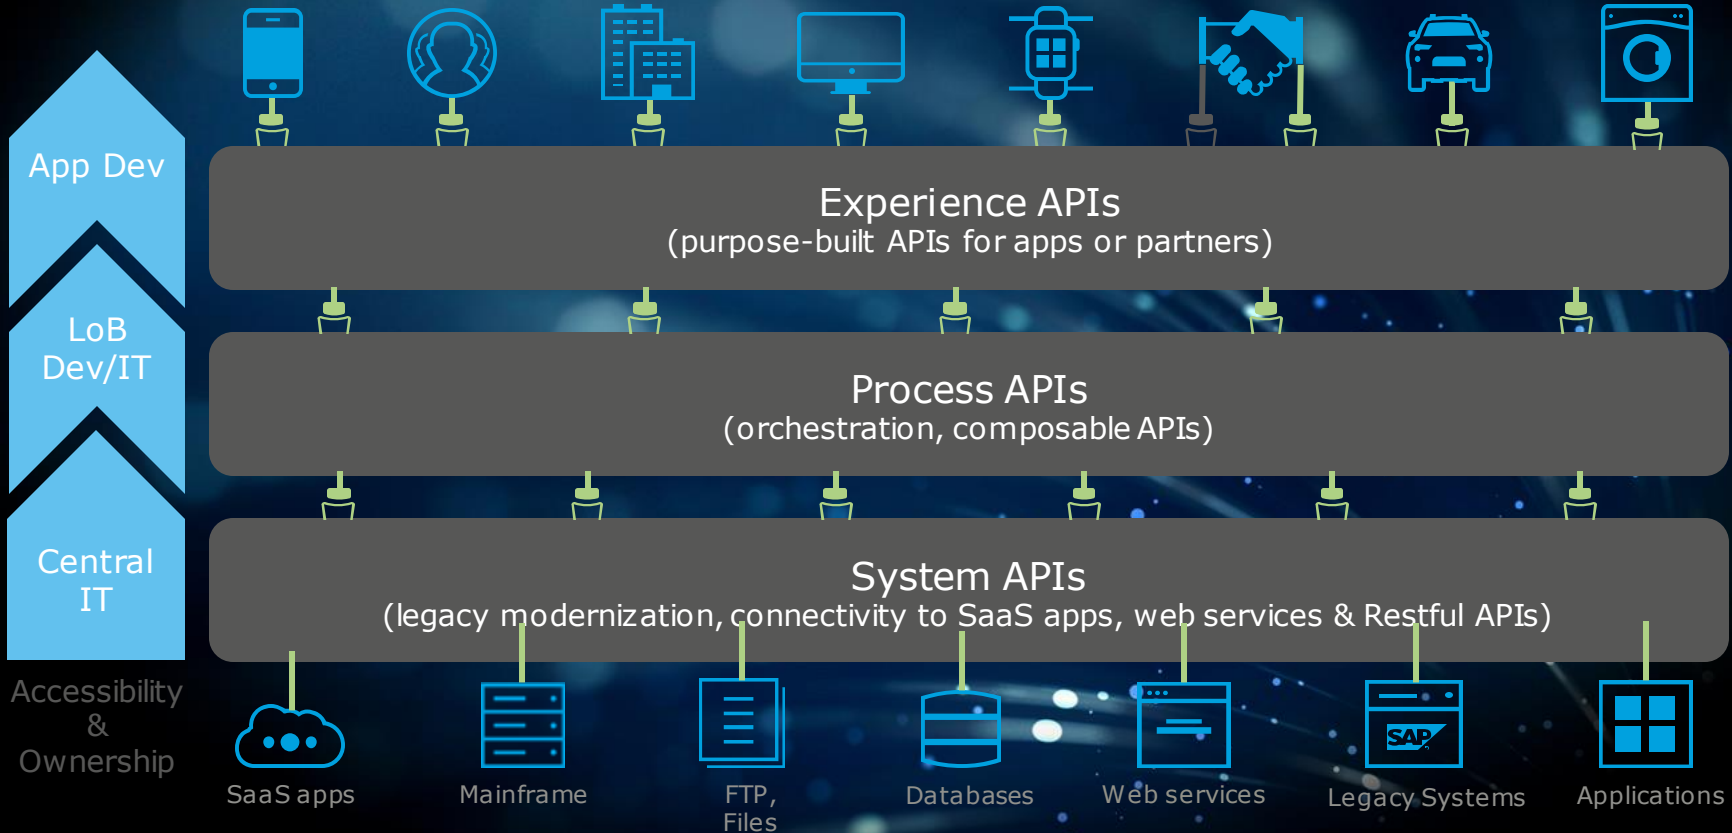 App Dev
LoB
Dev/IT
Central
IT
Accessibility
&
Ownership
Experience APIs
(purpose-built APIs for apps or partners)
Process APIs
(orchestration, composable APIs)
System APIs
(legacy modernization, connectivity to SaaS apps, web services & Restful APIs)
SAP
SaaS apps
Mainframe
FTP,
Files
Databases
Web services
Legacy Systems
Applications